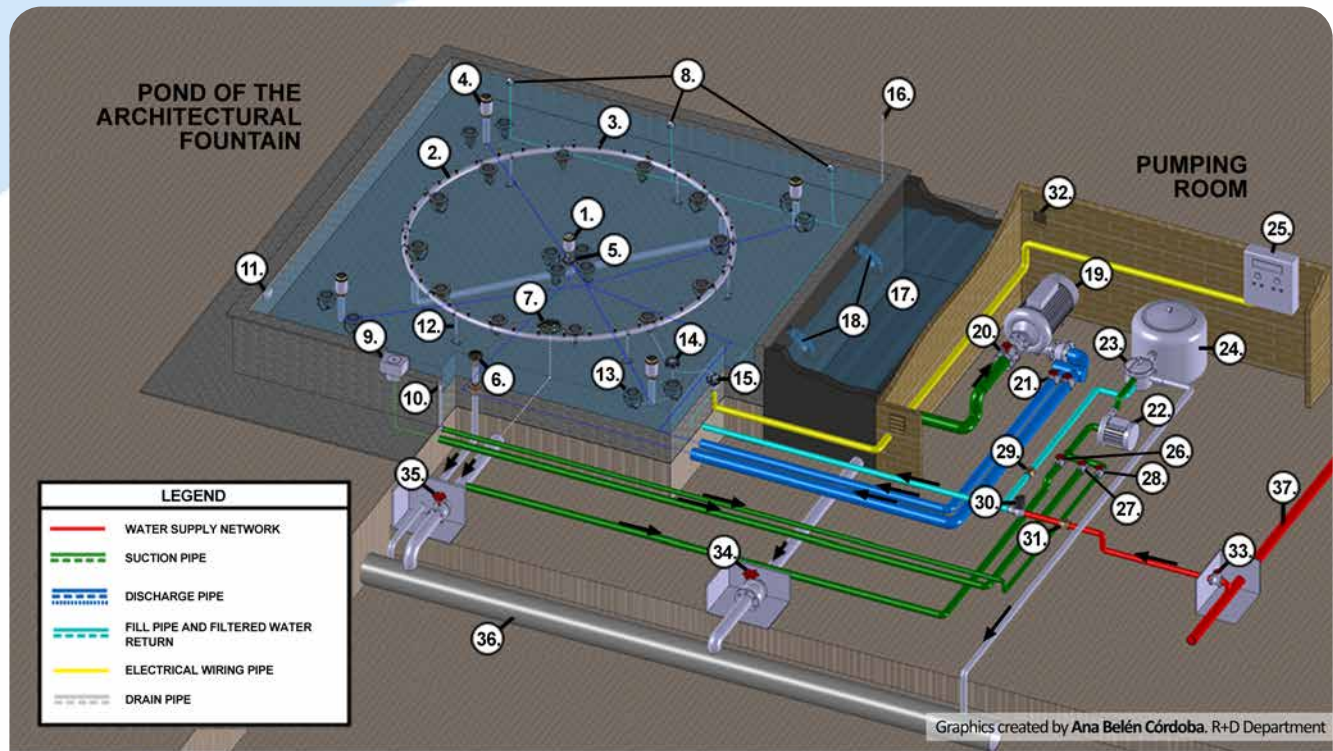 POND OF THE
ARCHITECTURAL
FOUNTAIN
PUMPING
ROOM
1.
2.
3.
4.
5.
6.
7.
8.
9.
10.
11.
12.
13.
14.
15.
16.
17.
18.
19.
20.
21.
22.
23.
24.
25.
26.
27.
28.
29.
30.
31.
32.
33.
34.
35.
36.
37.
LEGEND
WATER SUPPLY NETWORK
SUCTION PIPE
DISCHARGE PIPE
FILL PIPE AND FILTERED WATER
RETURN
ELECTRICAL WIRING PIPE
DRAIN PIPE
Graphics created by Ana Belén Córdoba. R+D Department